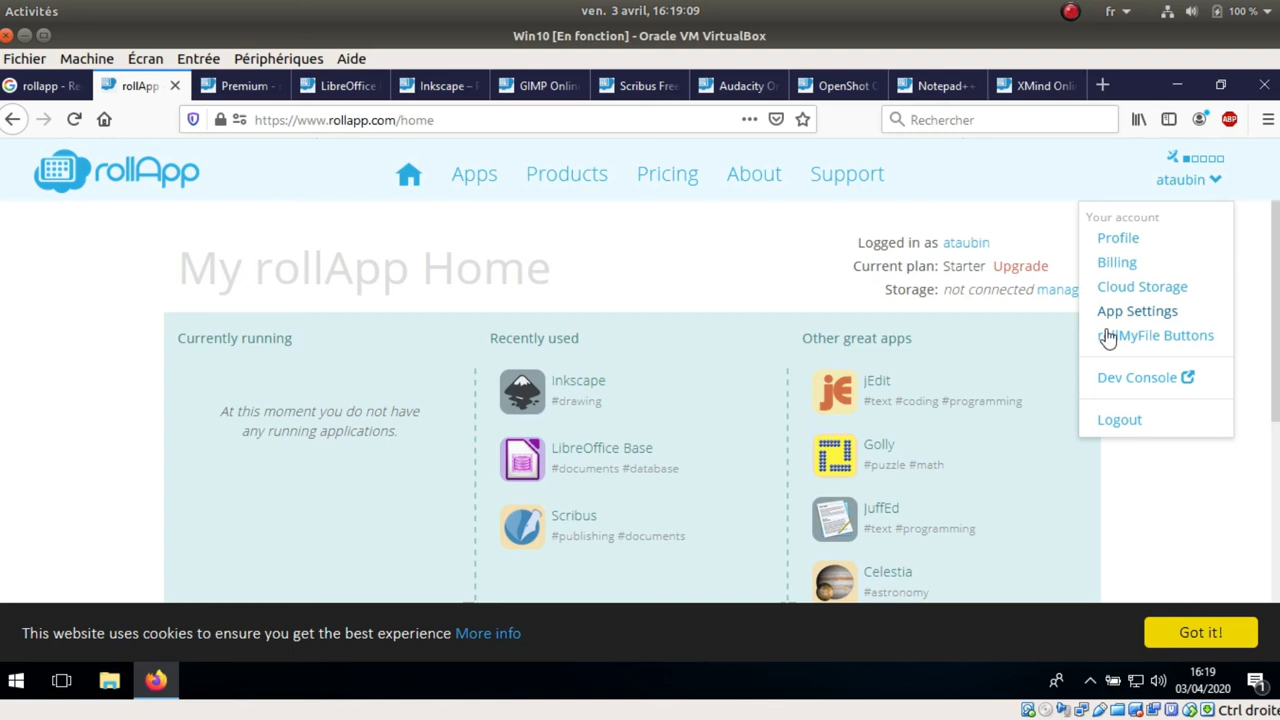 Activités
ven. 3 avril, 16:19:09
fr
100 %
Win10 [En fonction] - Oracle VM VirtualBox
Fichier Machine Écran Entrée Périphériques Aide
rollapp - Re
rollApp
Premium -
LibreOffice
Inkscape –
GIMP Onlin
Scribus Free
Audacity On
OpenShot O
Notepad++
XMind Onli
https://www.rollapp.com/home
Rechercher
ABP
rollApp
Apps
Products
Pricing
About
Support
ataubin
Your account
Profile
Billing
Cloud Storage
App Settings
rollMyFile Buttons
Dev Console
Logout
My rollApp Home
Logged in as ataubin
Current plan: Starter Upgrade
Storage: not connected manag
Currently running
At this moment you do not have
any running applications.
Recently used
Inkscape
#drawing
LibreOffice Base
#documents #database
Scribus
#publishing #documents
Other great apps
jEdit
#text #coding #programming
Golly
#puzzle #math
JuffEd
#text #programming
Celestia
#astronomy
This website uses cookies to ensure you get the best experience More info
Got it!
16:19
03/04/2020
1
Ctrl droite